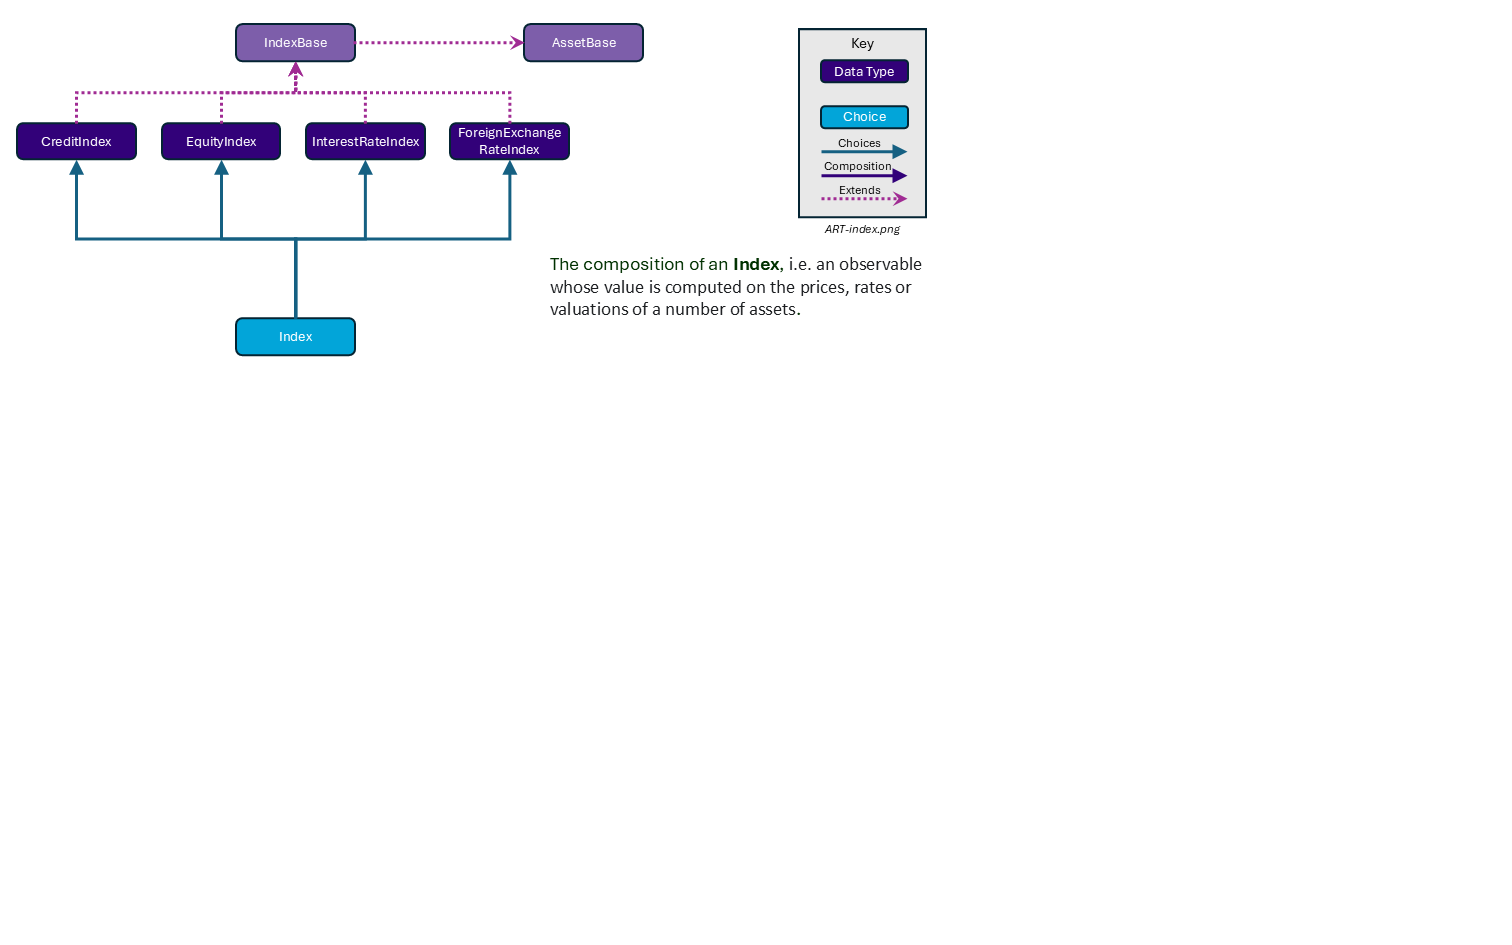 IndexBase
AssetBase
CreditIndex
EquityIndex
InterestRateIndex
ForeignExchange
RateIndex
Index
Key
Data Type
Choice
Choices
Composition
Extends
ART-index.png
The composition of an Index, i.e. an observable
whose value is computed on the prices, rates or
valuations of a number of assets.